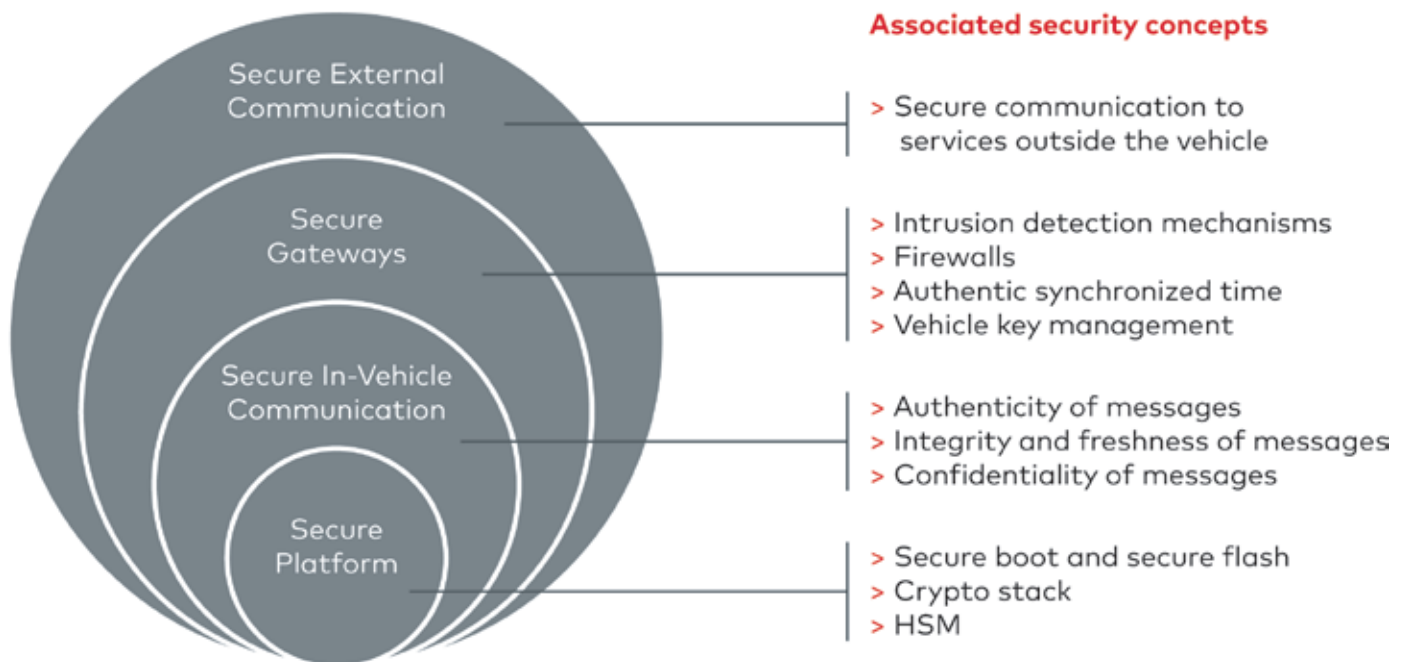 Associated security concepts
Secure External
Communication
> Secure communication to
services outside the vehicle
Secure
Gateways
> Intrusion detection mechanisms
> Firewalls
> Authentic synchronized time
> Vehicle key management
Secure In-Vehicle
Communication
> Authenticity of messages
> Integrity and freshness of messages
> Confidentiality of messages
Secure
Platform
> Secure boot and secure flash
> Crypto stack
> HSM